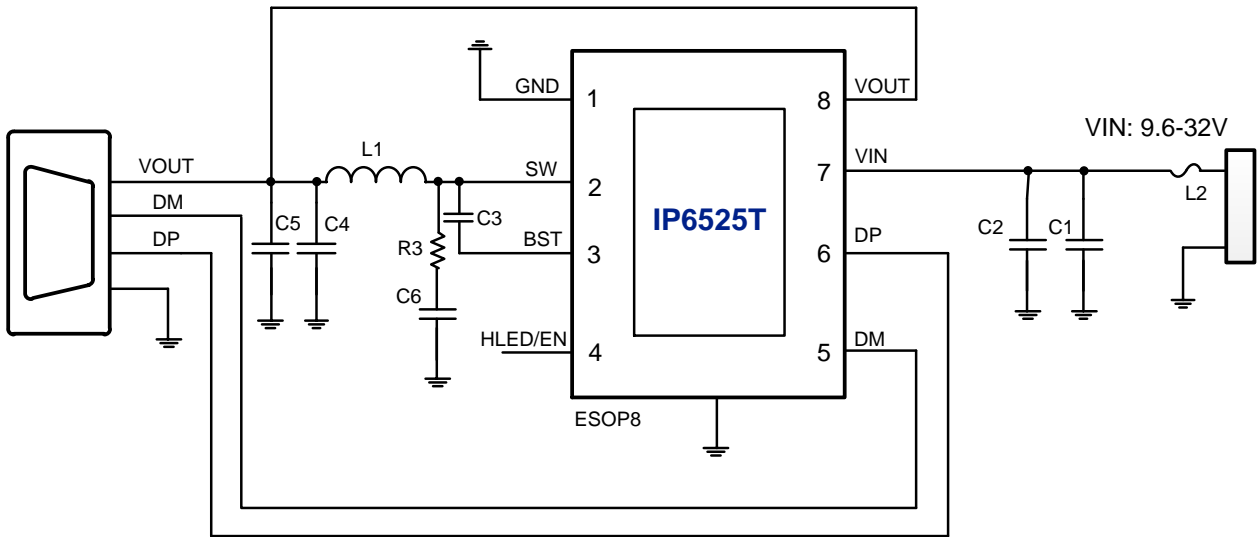 GND
1
8
VOUT
VIN: 9.6-32V
VOUT
L1
SW
2
7
VIN
L2
DM
C5
C4
C3
IP6525T
C2
C1
DP
R3
BST
3
6
DP
C6
HLED/EN
4
5
DM
ESOP8